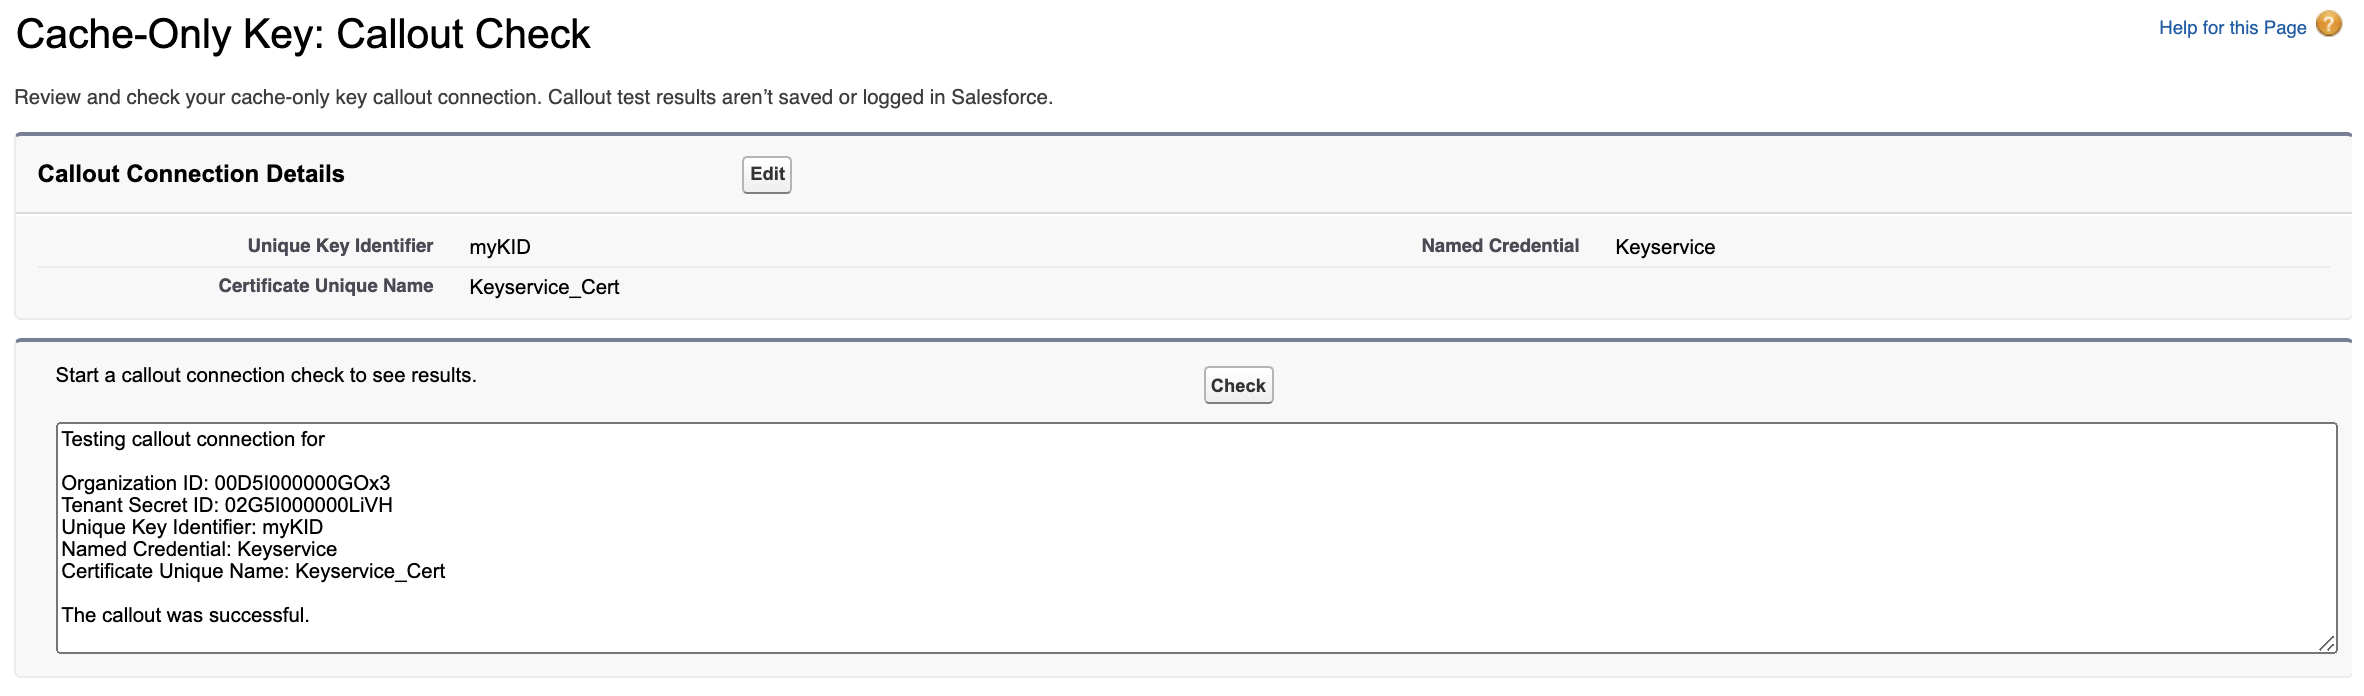 Cache-Only Key: Callout Check
Help for this Page ?
Review and check your cache-only key callout connection. Callout test results aren’t saved or logged in Salesforce.
Callout Connection Details
Edit
Unique Key Identifier myKID
Named Credential Keyservice
Certificate Unique Name Keyservice_Cert
Start a callout connection check to see results.
Check
Testing callout connection for
Organization ID: 00D5I000000GOx3
Tenant Secret ID: 02G5I000000LiVH
Unique Key Identifier: myKID
Named Credential: Keyservice
Certificate Unique Name: Keyservice_Cert
The callout was successful.